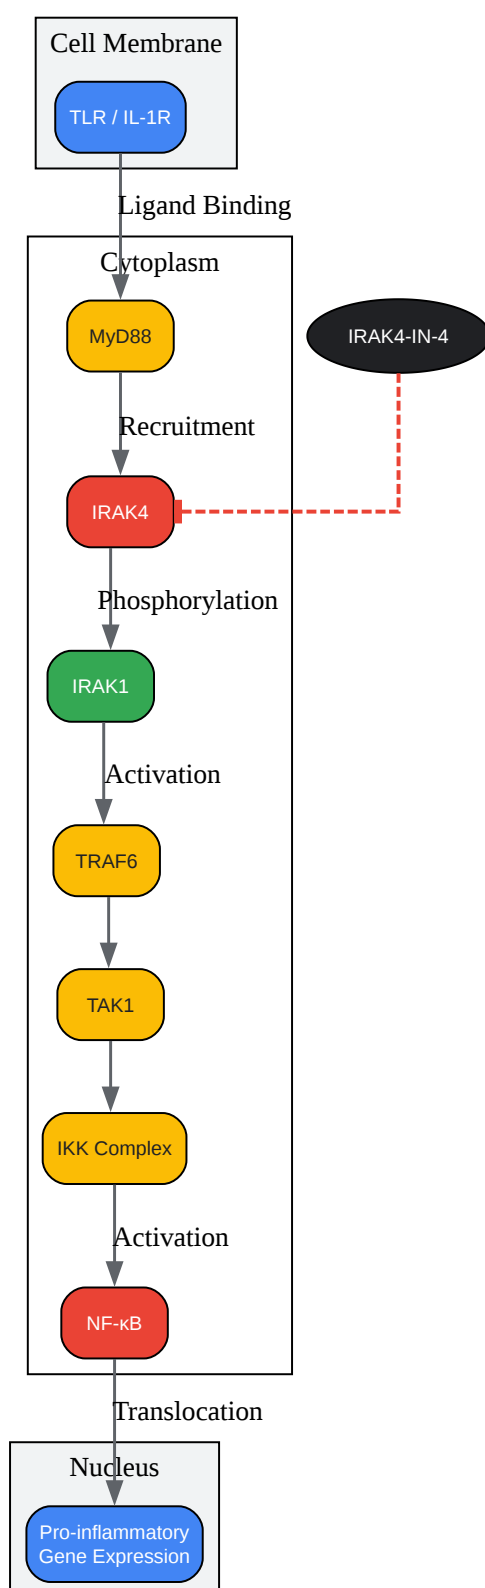 Cell Membrane
TLR / IL-1R
Ligand Binding
Cytoplasm
MyD88
IRAK4-IN-4
Recruitment
IRAK4
Phosphorylation
IRAK1
Activation
TRAF6
TAK1
IKK Complex
Activation
NF-κB
Translocation
Nucleus
Pro-inflammatory
Gene Expression